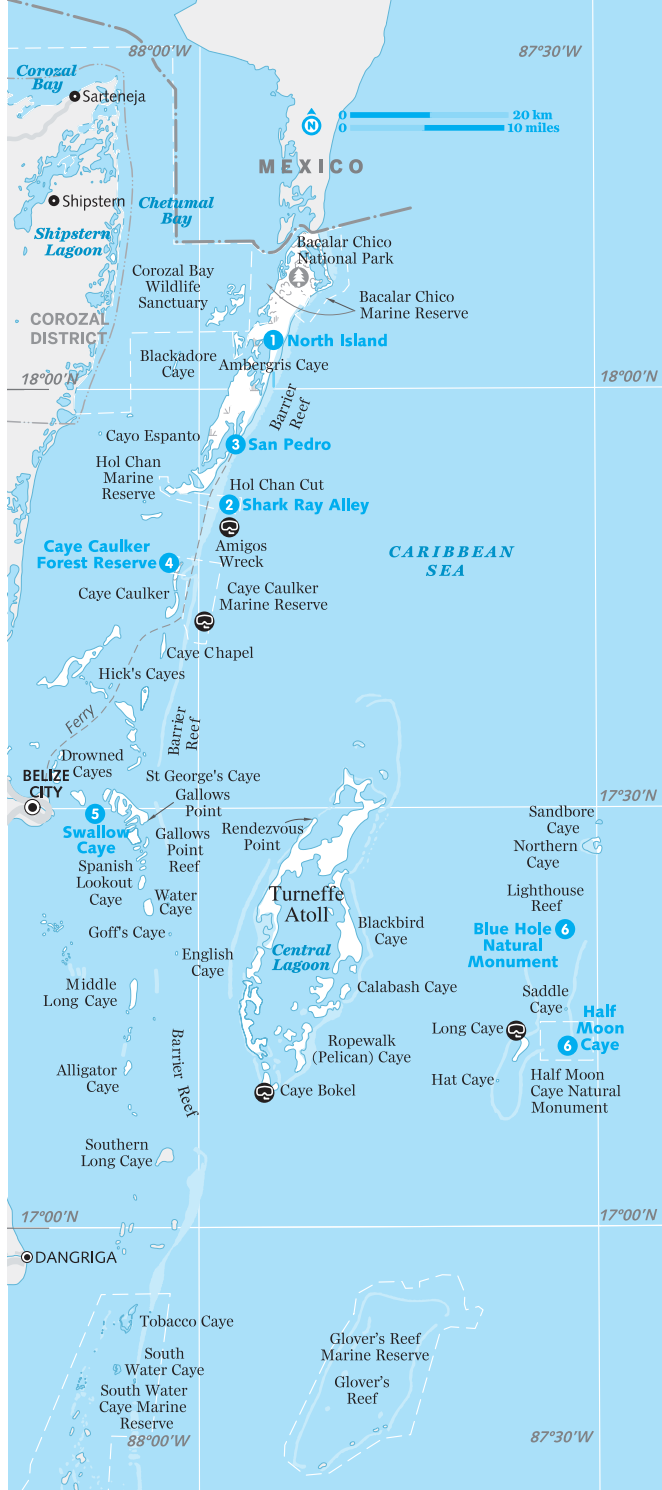 88°00'W
87°30'W
Corozal
Bay
Sarteneja
0
20 km
0
10 miles
N
MEXICO
Shipstern
Chetumal
Bay
Shipstern
Lagoon
Bacalar Chico
National Park
Corozal Bay
Wildlife
Sanctuary
Bacalar Chico
Marine Reserve
COROZAL
DISTRICT
1 North Island
Blackadore
Caye
Ambergris Caye
18°00'N
18°00'N
Barrier
Reef
Cayo Espanto
3 San Pedro
Hol Chan
Marine
Reserve
Hol Chan Cut
2 Shark Ray Alley
Amigos
Wreck
Caye Caulker
Forest Reserve 4
CARIBBEAN
SEA
Caye Caulker
Caye Caulker
Marine Reserve
Caye Chapel
Hick's Cayes
Ferry
Barrier
Reef
Drowned
Cayes
BELIZE
CITY
St George's Caye
Gallows
Point
17°30'N
5
Swallow
Caye
Gallows
Point
Reef
Rendezvous
Point
Sandbore
Caye
Northern
Caye
Spanish
Lookout
Caye
Water
Caye
Turneffe
Atoll
Lighthouse
Reef
Goff's Caye
Blackbird
Caye
Blue Hole 6
Natural
Monument
English
Caye
Central
Lagoon
Middle
Long Caye
Calabash Caye
Saddle
Caye
Half
Moon
6 Caye
Long Caye
Barrier Reef
Ropewalk
(Pelican) Caye
Alligator
Caye
Hat Caye
Half Moon
Caye Natural
Monument
Caye Bokel
Southern
Long Caye
17°00'N
17°00'N
DANGRIGA
Tobacco Caye
Glover's Reef
Marine Reserve
South
Water Caye
Glover's
Reef
South Water
Caye Marine
Reserve
88°00'W
87°30'W